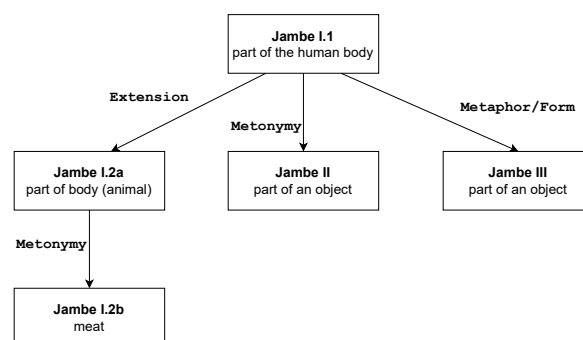 Jambe I.1
part of the human body
Extension
Metonymy
Metaphor/Form
Jambe I.2a
part of body (animal)
Jambe II
part of an object
Jambe III
part of an object
Metonymy
Jambe I.2b
meat